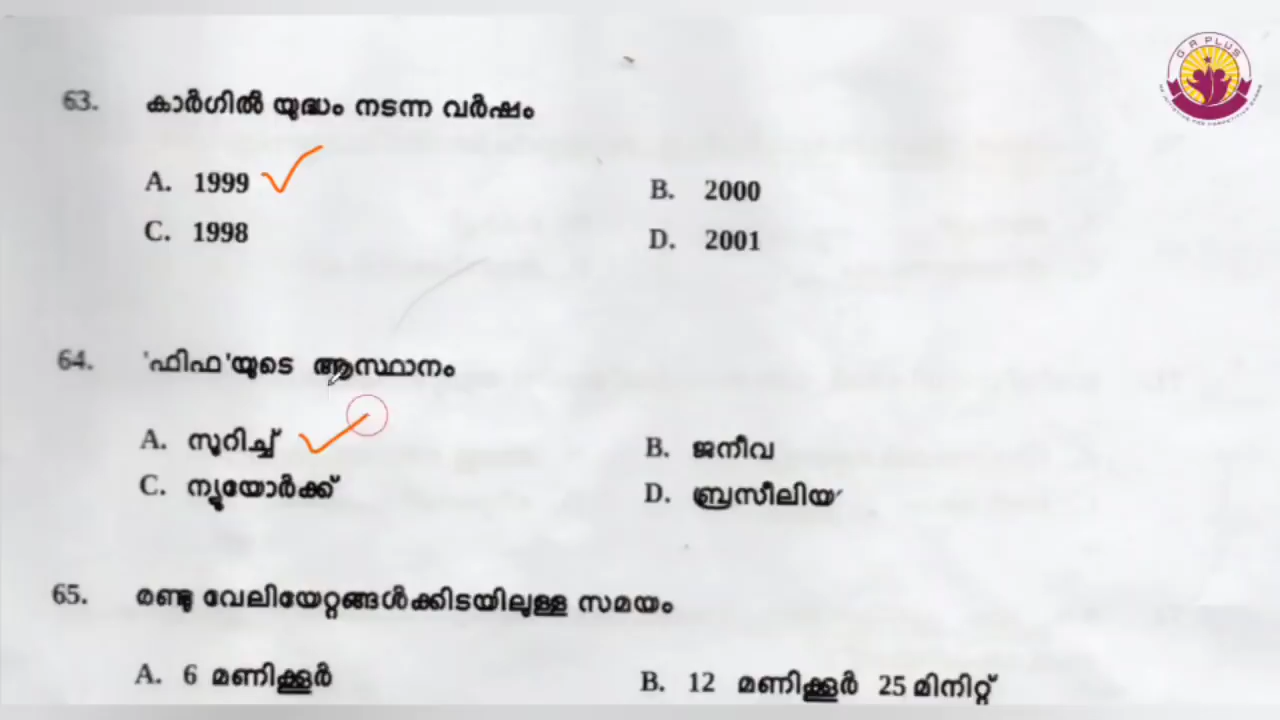 G R PLUS
63. കാർഗിൽ യുദ്ധം നടന്ന വർഷം
A. 1999
B. 2000
C. 1998
D. 2001
64. 'ഫിഫ'യുടെ ആസ്ഥാനം
A. സൂറിച്ച്
B. ജനീവ
C. ന്യൂയോർക്ക്
D. ബ്രസീലിയ
65. രണ്ടു വേലിയേറ്റങ്ങൾക്കിടയിലുള്ള സമയം
A. 6 മണിക്കൂർ
B. 12 മണിക്കൂർ 25 മിനിറ്റ്